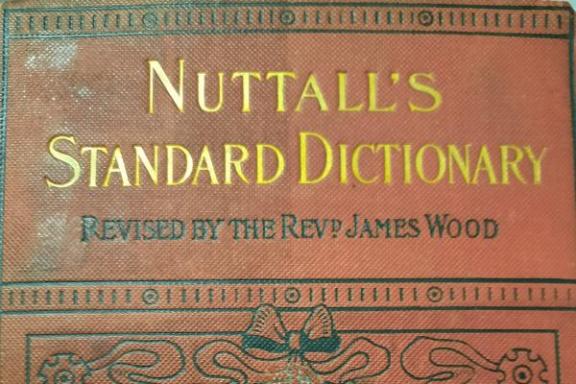 NUTTALL'S
STANDARD DICTIONARY
REVISED BY THE REVD JAMES WOOD